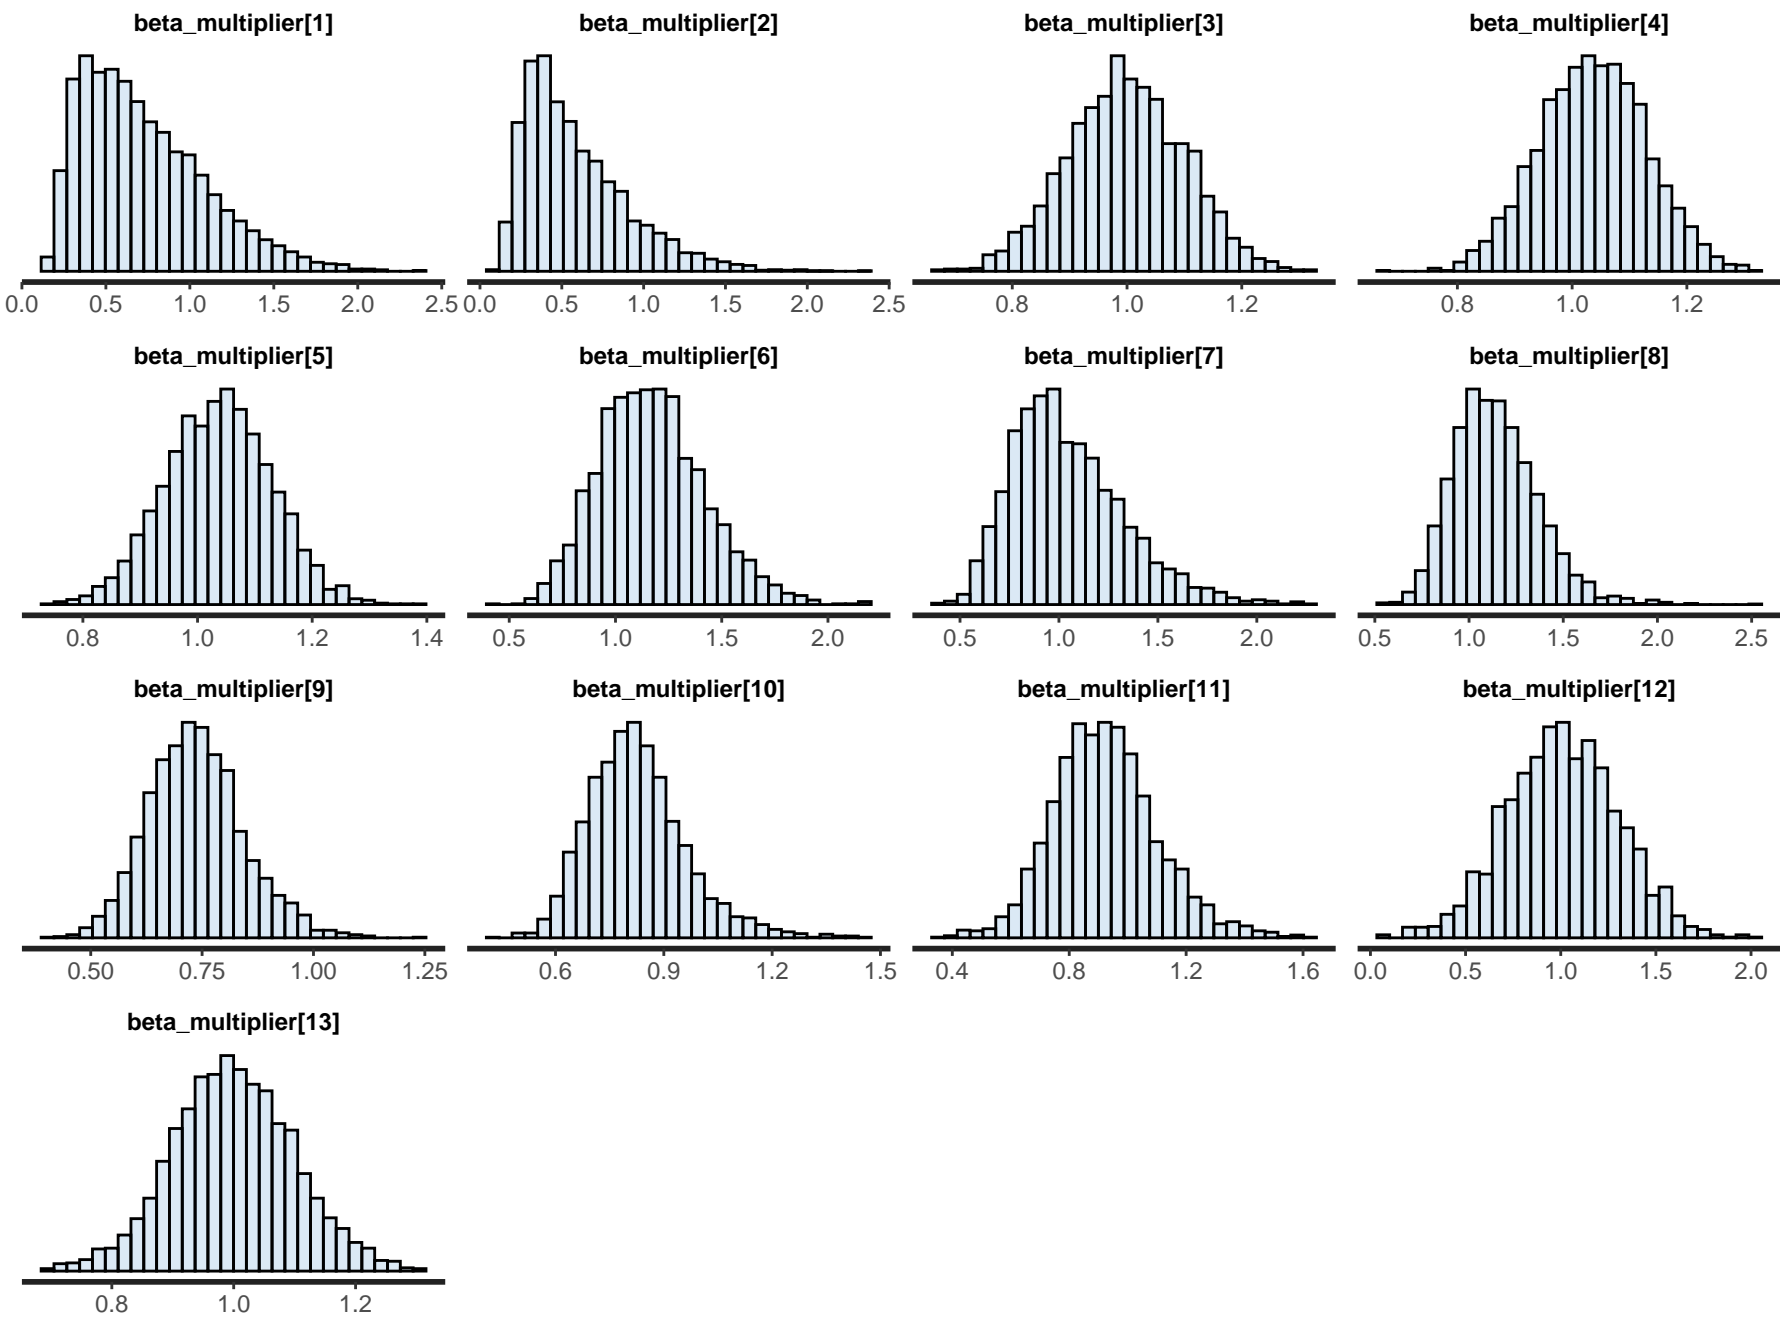 beta_multiplier[1] beta_multiplier[2] beta_multiplier[3] beta_multiplier[4]
0.0 0.5 1.0 1.5 2.0 2.5 0.0 0.5 1.0 1.5 2.0 2.5 0.8 1.0 1.2 0.8 1.0 1.2
beta_multiplier[5] beta_multiplier[6] beta_multiplier[7] beta_multiplier[8]
0.8 1.0 1.2 1.4 0.5 1.0 1.5 2.0 0.5 1.0 1.5 2.0 0.5 1.0 1.5 2.0 2.5
beta_multiplier[9] beta_multiplier[10] beta_multiplier[11] beta_multiplier[12]
0.50 0.75 1.00 1.25 0.6 0.9 1.2 1.5 0.4 0.8 1.2 1.6 0.0 0.5 1.0 1.5 2.0
beta_multiplier[13]
0.8 1.0 1.2